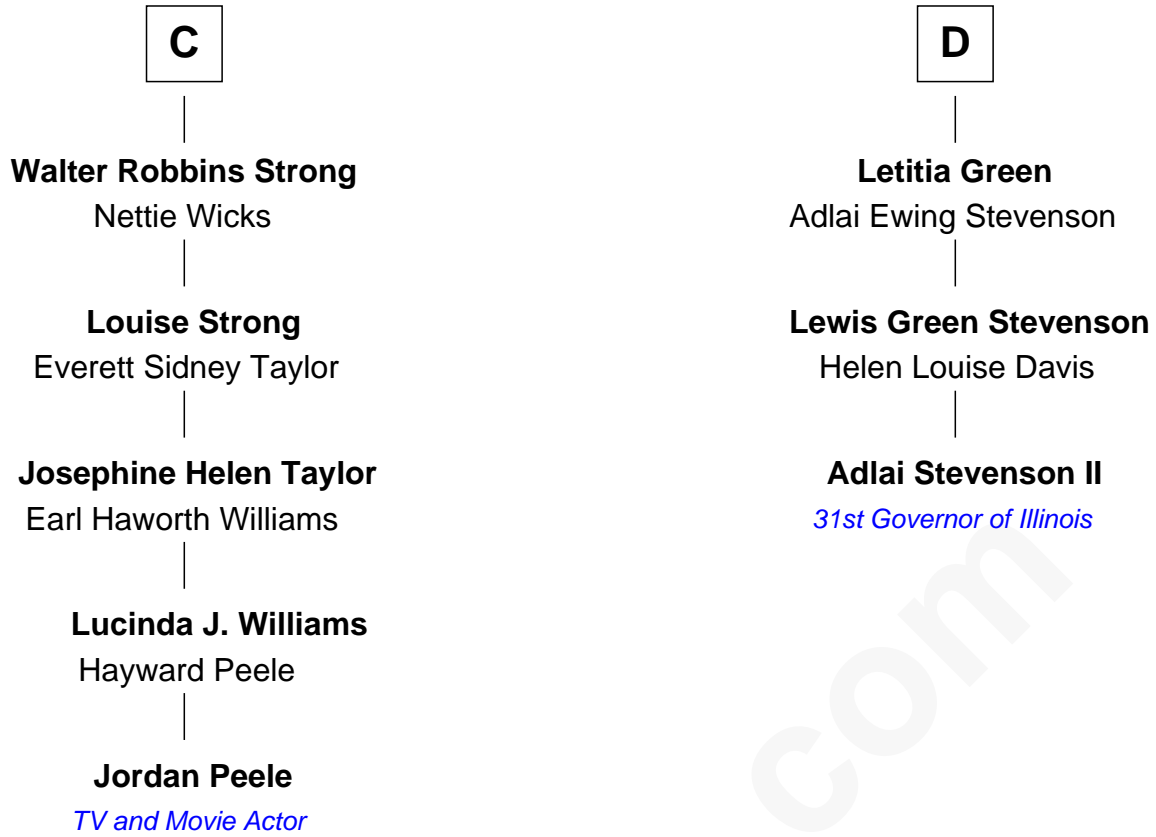 C
Walter Robbins Strong
Nettie Wicks
Louise Strong
Everett Sidney Taylor
Josephine Helen Taylor
Earl Haworth Williams
Lucinda J. Williams
Hayward Peele
Jordan Peele
TV and Movie Actor
D
Letitia Green
Adlai Ewing Stevenson
Lewis Green Stevenson
Helen Louise Davis
Adlai Stevenson II
31st Governor of Illinois
com